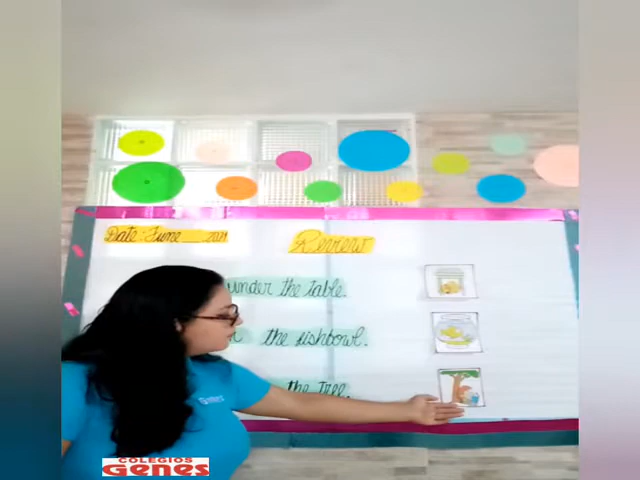 Date: June 2021
Review
under the table.
the fishbowl.
the tree.
COLEGIOS
Genes